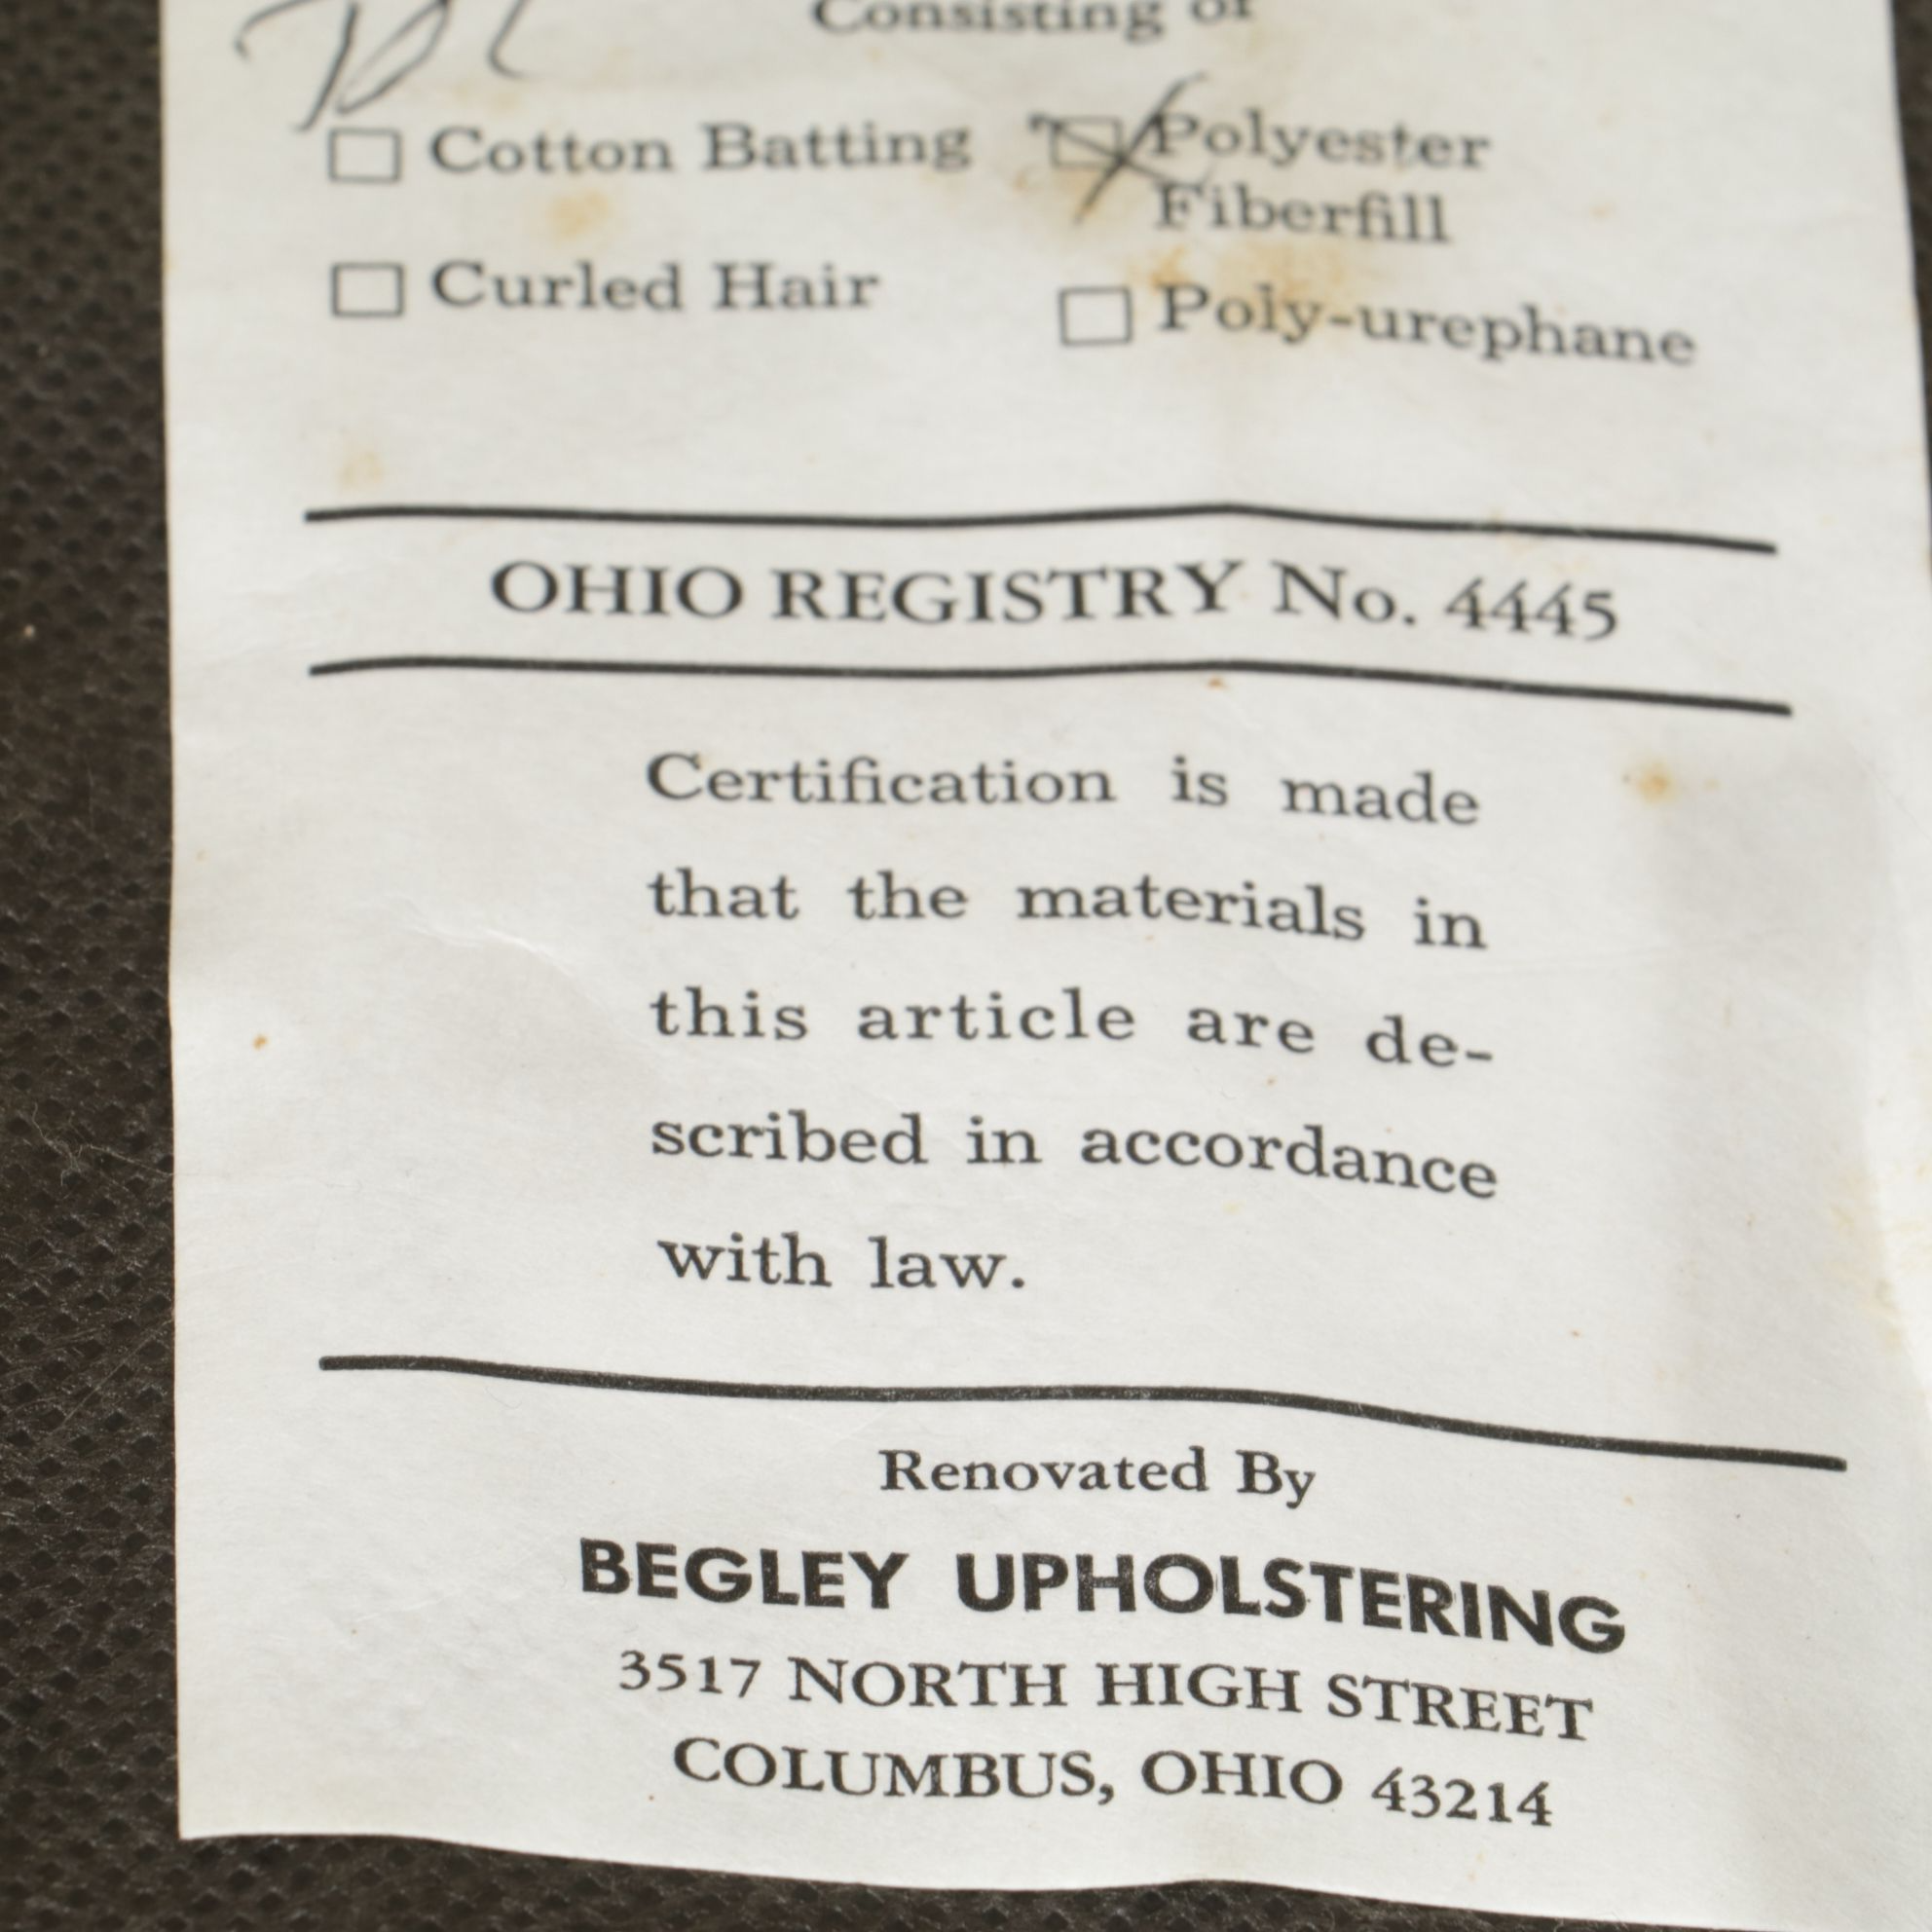 Consisting of
Cotton Batting
Polyester
Fiberfill
Curled Hair
Poly-urephane
OHIO REGISTRY No. 4445
Certification is made
that the materials in
this article are de-
scribed in accordance
with law.
Renovated By
BEGLEY UPHOLSTERING
3517 NORTH HIGH STREET
COLUMBUS, OHIO 43214